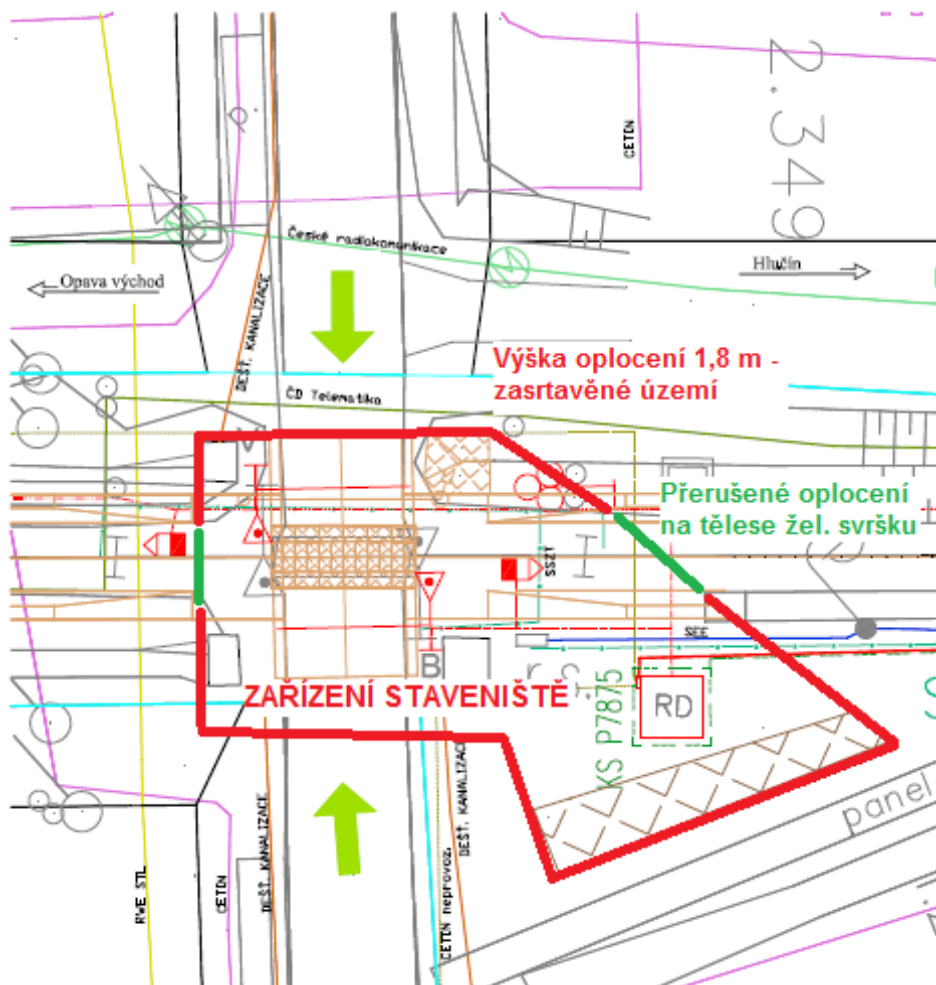 2.349
CETIN
České radiokomunikace
Opava východ
Hlučín
DEŠŤ. KANALIZACE
Výška oplocení 1,8 m -
zasrtavěné území
ČD Telematika
Přerušené oplocení
na tělese žel. svršku
SSZT
SEE
B
ZAŘÍZENÍ STAVENIŠTĚ
KS P7875
RD
panel
RWE STL
CETIN
DEŠŤ. KANALIZACE
CETIN neprovoz.
DEŠŤ. KANALIZACE